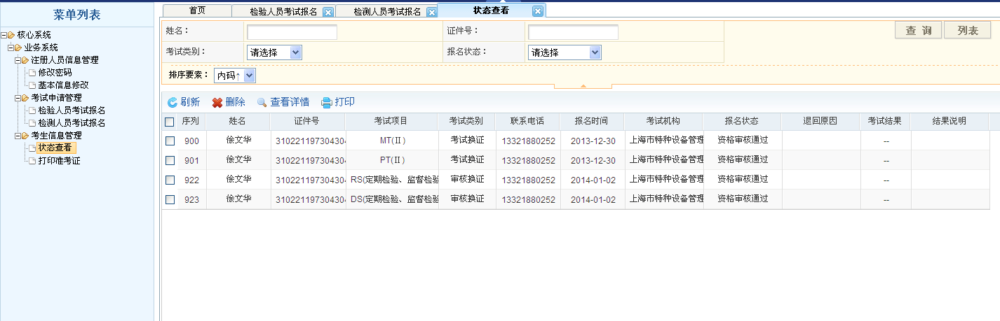 菜单列表
核心系统
业务系统
注册人员信息管理
修改密码
基本信息修改
考试申请管理
检验人员考试报名
检测人员考试报名
考生信息管理
状态查看
打印准考证
首页 检验人员考试报名 检测人员考试报名 状态查看
姓名： 证件号： 查 询 列表
考试类别： 请选择 报名状态： 请选择
排序要素： 内码↑
刷新 删除 查看详情 打印
序列 姓名 证件号 考试项目 考试类别 联系电话 报名时间 考试机构 报名状态 退回原因 考试结果 结果说明
900 徐文华 31022119730430 MT(II) 考试换证 13321880252 2013-12-30 上海市特种设备管理 资格审核通过 --
901 徐文华 31022119730430 PT(II) 考试换证 13321880252 2013-12-30 上海市特种设备管理 资格审核通过 --
922 徐文华 31022119730430 RS(定期检验、监督检验 审核换证 13321880252 2014-01-02 上海市特种设备管理 资格审核通过 --
923 徐文华 31022119730430 DS(定期检验、监督检验 审核换证 13321880252 2014-01-02 上海市特种设备管理 资格审核通过 --